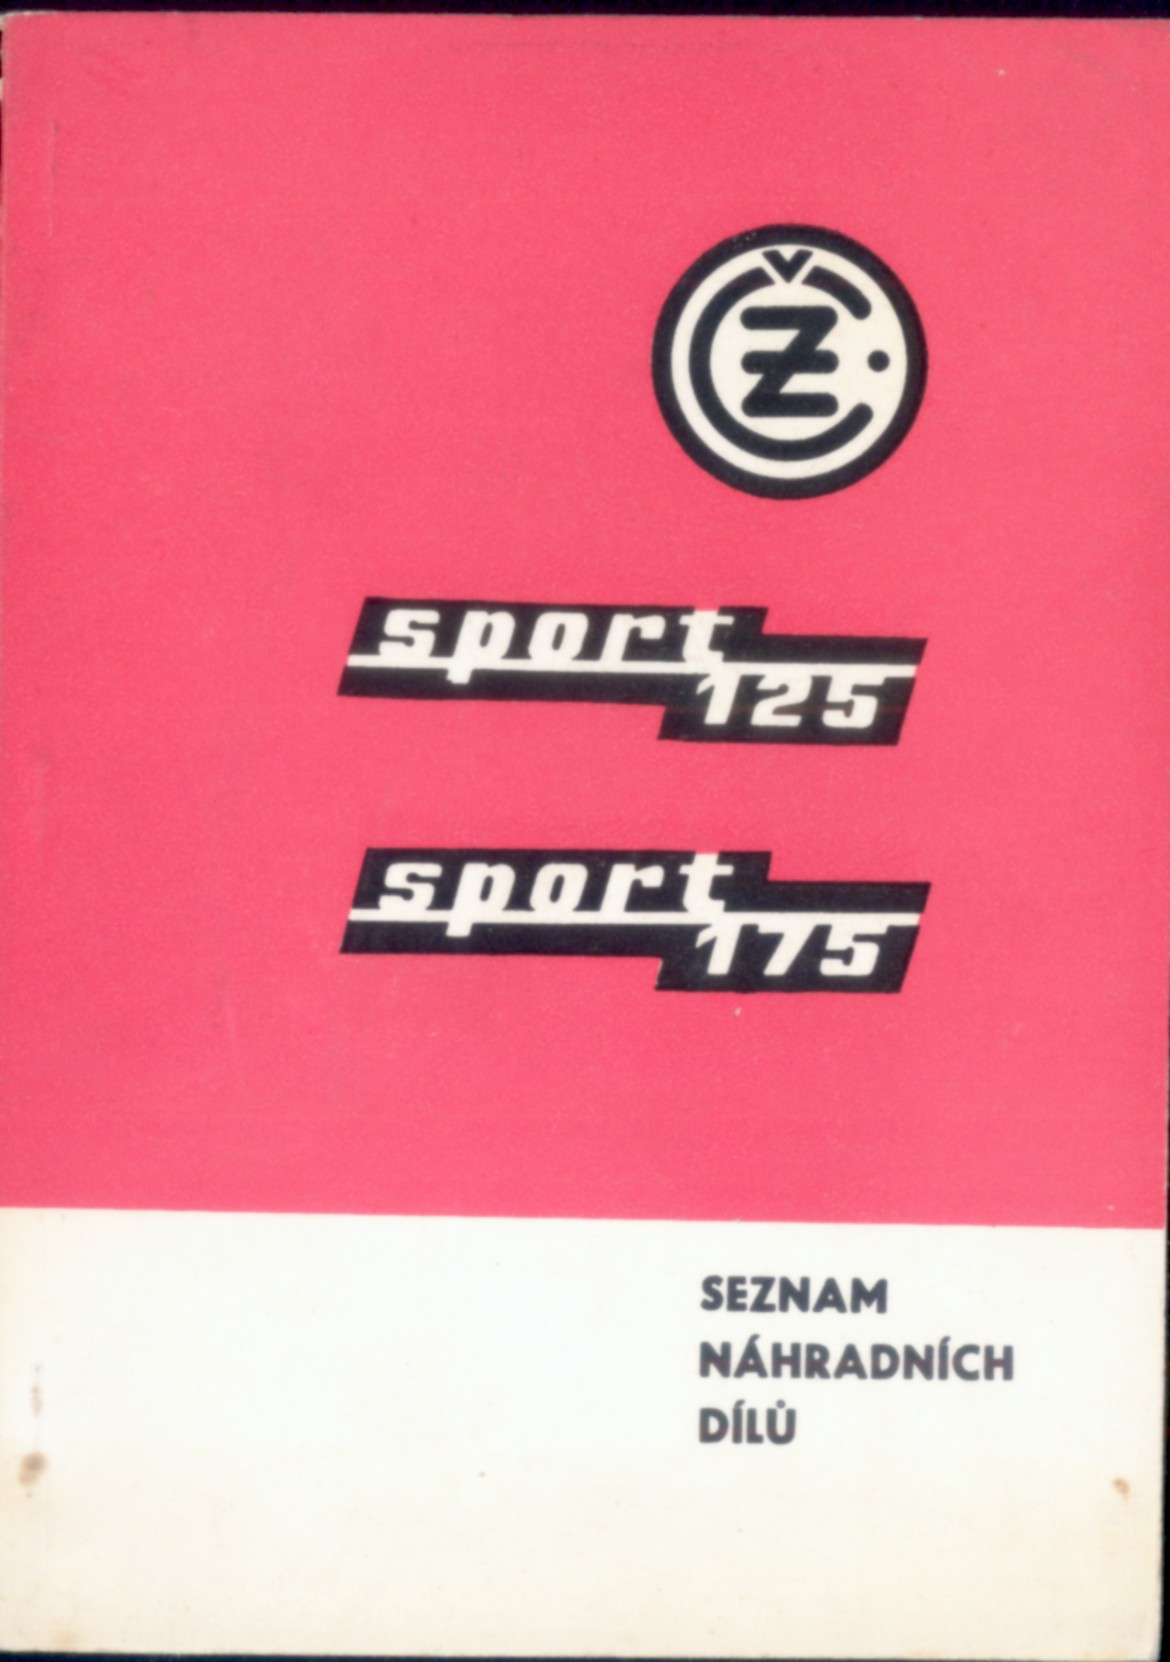 ČZ
sport
125
sport
175
SEZNAM
NÁHRADNÍCH
DÍLŮ